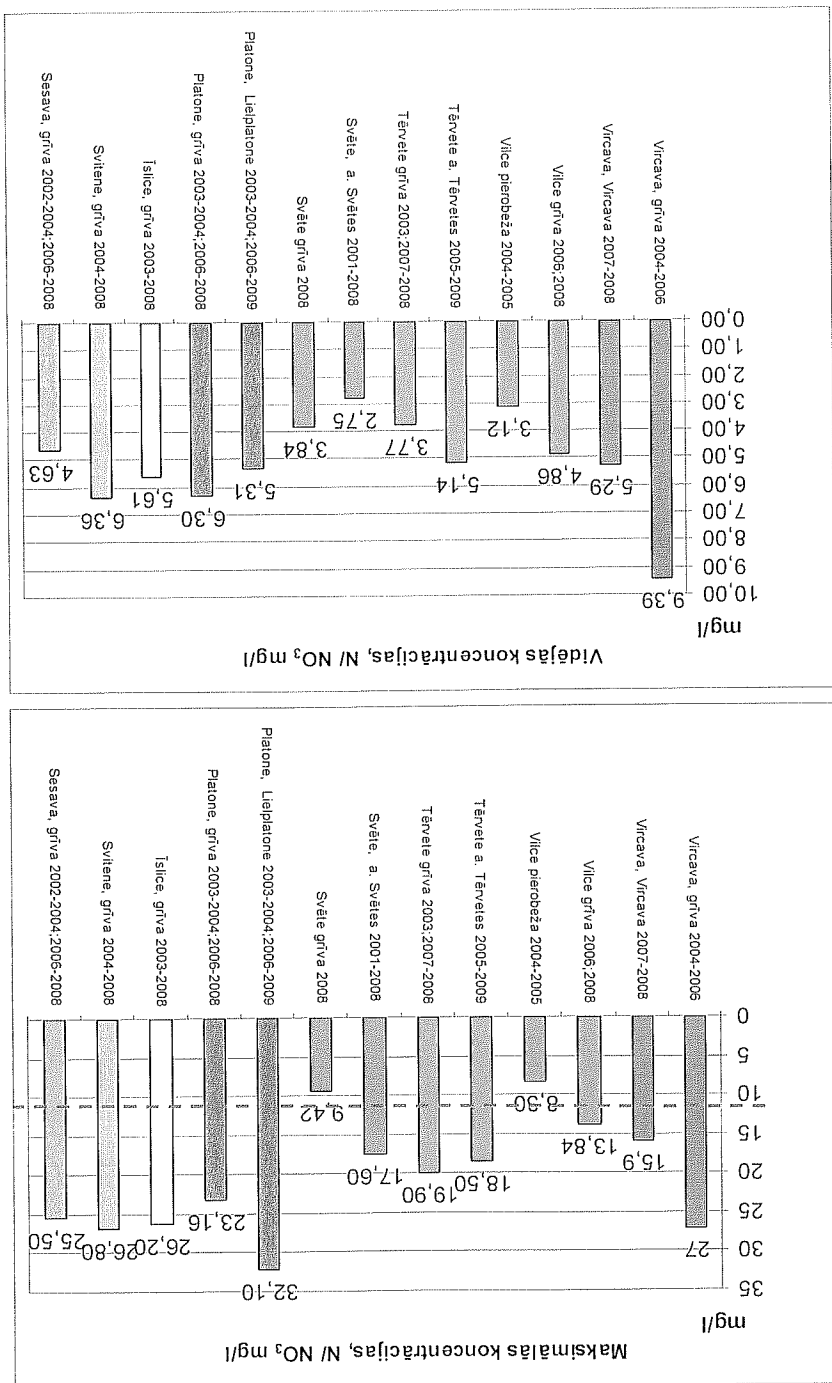 Maksimālās koncentrācijas, N/ NO₃ mg/l
mg/l
35
30
25
20
15
10
5
0
27
15,9
13,84
8,30
18,50
19,90
17,60
9,42
32,10
23,16
26,20
26,80
25,50
Vircava, grīva 2004-2006
Vircava, Vircava 2007-2008
Vilce grīva 2006;2008
Vilce pierobeža 2004-2005
Tērvete a. Tērvetes 2005-2009
Tērvete grīva 2003;2007-2008
Svēte, a. Svētes 2001-2008
Svēte grīva 2008
Platone, Lielplatone 2003-2004;2006-2009
Platone, grīva 2003-2004;2006-2008
Īslice, grīva 2003-2008
Svitene, grīva 2004-2008
Sesava, grīva 2002-2004;2006-2008
Vidējās koncentrācijas, N/ NO₃ mg/l
mg/l
10,00
9,00
8,00
7,00
6,00
5,00
4,00
3,00
2,00
1,00
0,00
9,39
5,29
4,86
3,12
5,14
3,77
2,75
3,84
5,31
6,30
5,61
6,36
4,63
Vircava, grīva 2004-2006
Vircava, Vircava 2007-2008
Vilce grīva 2006;2008
Vilce pierobeža 2004-2005
Tērvete a. Tērvetes 2005-2009
Tērvete grīva 2003;2007-2008
Svēte, a. Svētes 2001-2008
Svēte grīva 2008
Platone, Lielplatone 2003-2004;2006-2009
Platone, grīva 2003-2004;2006-2008
Īslice, grīva 2003-2008
Svitene, grīva 2004-2008
Sesava, grīva 2002-2004;2006-2008